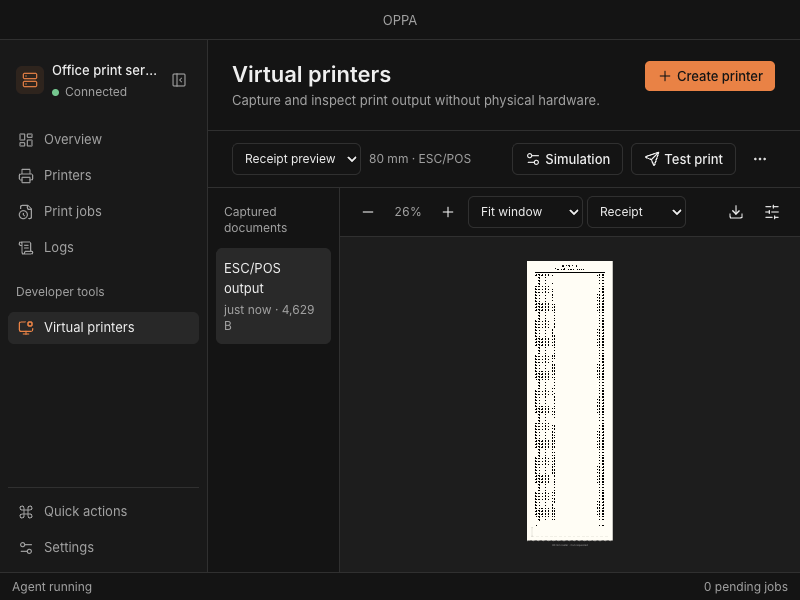 OPPA
Office print ser...
Connected
Overview
Printers
Print jobs
Logs
Developer tools
Virtual printers
Quick actions
Settings
Virtual printers
Capture and inspect print output without physical hardware.
Create printer
Receipt preview
80 mm · ESC/POS
Simulation
Test print
Captured
documents
ESC/POS
output
just now · 4,629
B
26%
Fit window
Receipt
Agent running
0 pending jobs